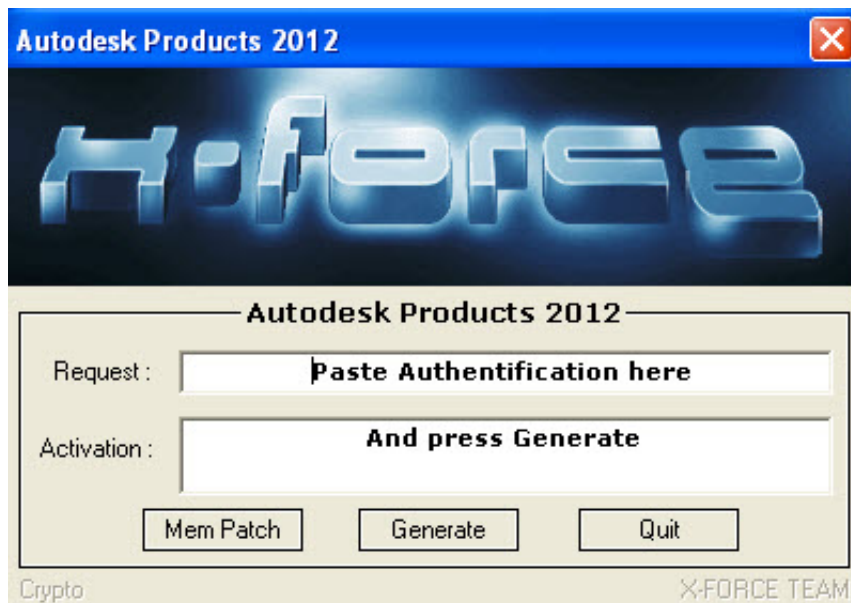 Autodesk Products 2012
x-force
Autodesk Products 2012
Request :
Paste Authentification here
Activation :
And press Generate
Mem Patch
Generate
Quit
Crypto
X-FORCE TEAM